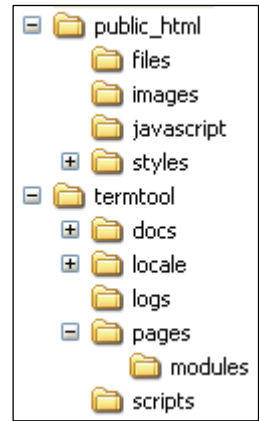 public_html
files
images
javascript
styles
termtool
docs
locale
logs
pages
modules
scripts